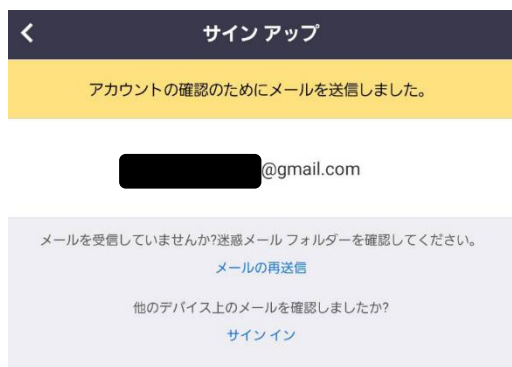 サイン アップ
アカウントの確認のためにメールを送信しました。
@gmail.com
メールを受信していませんか?迷惑メール フォルダーを確認してください。
メールの再送信
他のデバイス上のメールを確認しましたか?
サイン イン